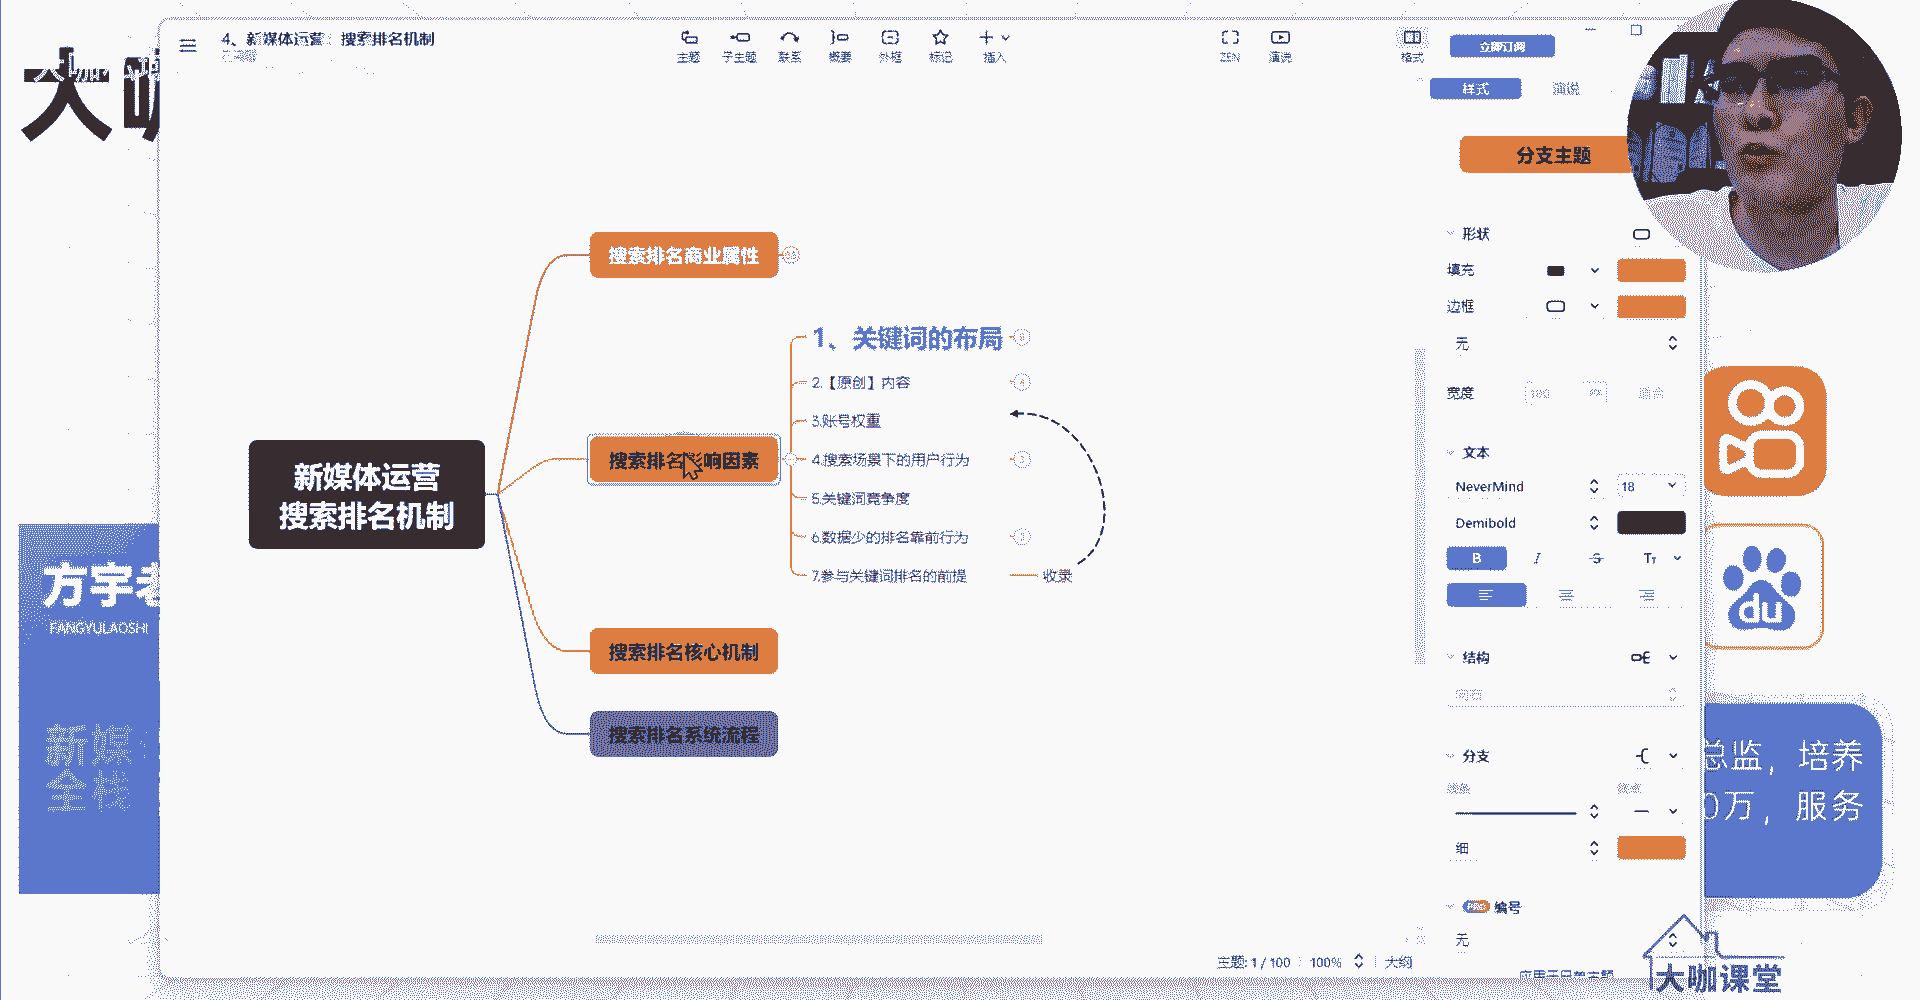 4、新媒体运营：搜索排名机制
主题
子主题
联系
概要
外框
标记
插入
ZEN
演说
格式
立即订阅
样式
演说
大咖
分支主题
形状
填充
边框
无
宽度
100
文本
NeverMind
18
Demibold
B
I
S
Tт
结构
分支
细
PRO 编号
无
搜索排名商业属性
1、关键词的布局
2.【原创】内容
3.账号权重
搜索排名影响因素
4.搜索场景下的用户行为
5.关键词竞争度
6.数据少的排名靠前行为
7.参与关键词排名的前提
收录
新媒体运营
搜索排名机制
搜索排名核心机制
搜索排名系统流程
方宇老
FANGYULAOSHI
新媒
全栈
du
总监，培养
0万，服务
主题: 1 / 100
100%
大纲
大咖课堂